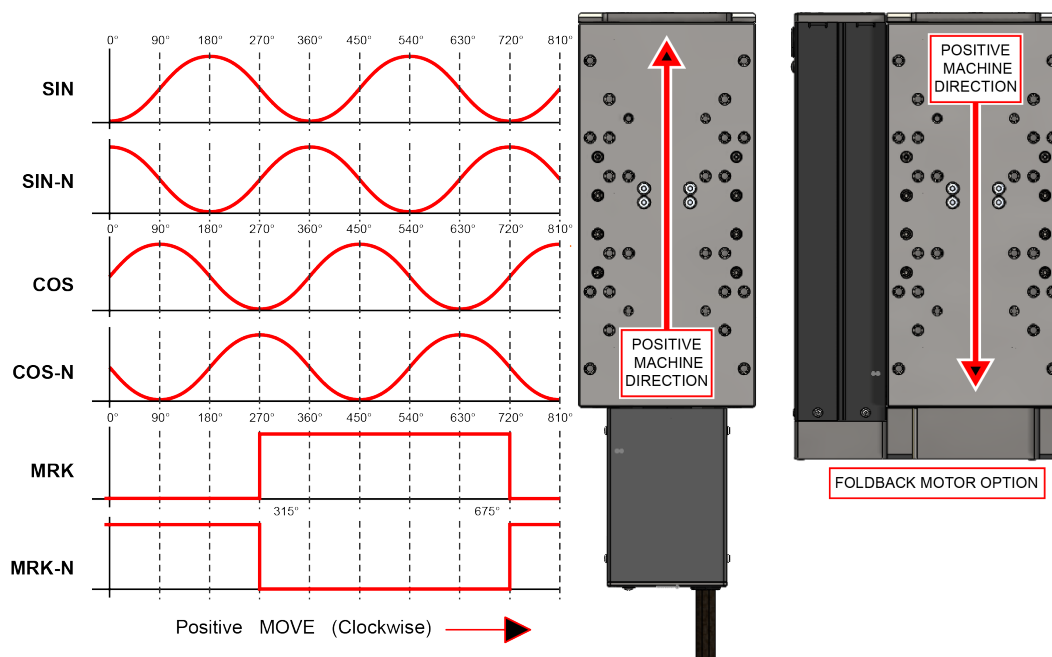 0° 90° 180° 270° 360° 450° 540° 630° 720° 810°
SIN
SIN-N
0° 90° 180° 270° 360° 450° 540° 630° 720° 810°
COS
COS-N
0° 90° 180° 270° 360° 450° 540° 630° 720° 810°
MRK
315° 675°
MRK-N
Positive MOVE (Clockwise)
POSITIVE
MACHINE
DIRECTION
POSITIVE
MACHINE
DIRECTION
FOLDBACK MOTOR OPTION